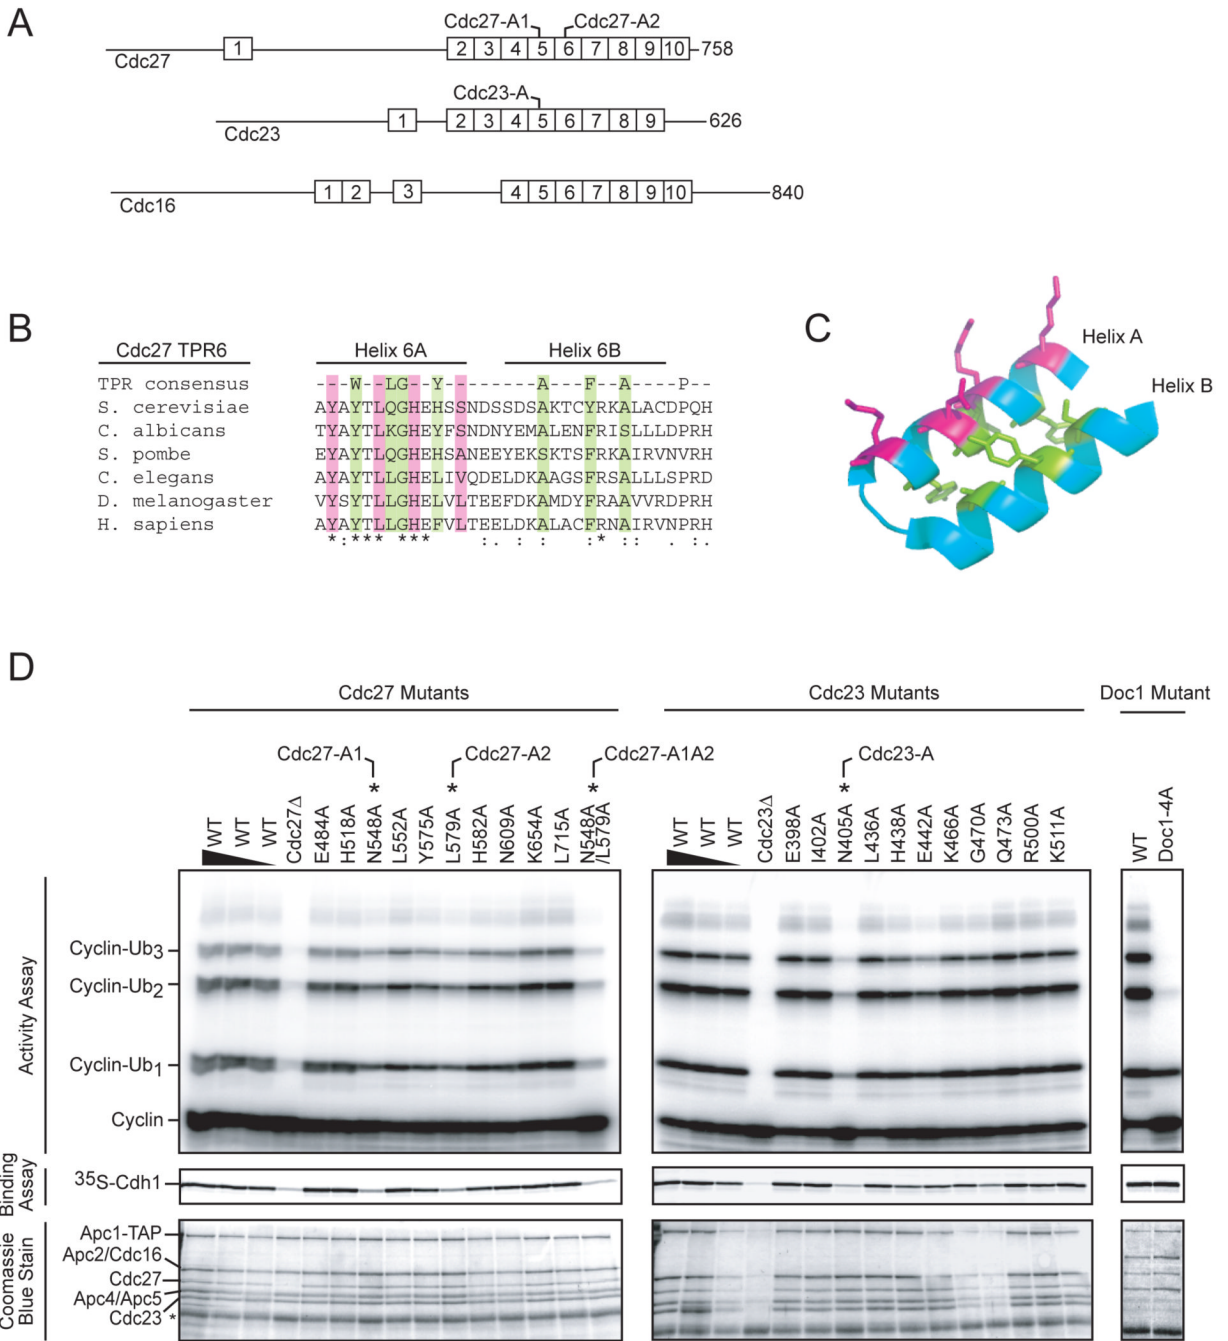 A
Cdc27-A1 Cdc27-A2
1 2 3 4 5 6 7 8 9 10 758
Cdc27
Cdc23-A
1 2 3 4 5 6 7 8 9 626
Cdc23
1 2 3 4 5 6 7 8 9 10 840
Cdc16
B
Cdc27 TPR6 Helix 6A Helix 6B
TPR consensus ---W--LG--Y--------A---F--A----P--
S. cerevisiae AYAYTLQGHEHSSNDSSDSAKTCYRKALACDPQH
C. albicans TYAYTLKGHEYFSNDNYEMALENFRISLLLDPRH
S. pombe EYAYTLQGHEHSANEEYEKSKTSFRKAIRVNVRH
C. elegans AYAYTLLGHELIVQDELDKAAGSFRSALLLSPRD
D. melanogaster VYSYTLLGHELVLTEEFDKAMDYFRAAVVRDPRH
H. sapiens AYAYTLLGHEFVLTEELDKALACFRNAIRVNPRH
*:*** *** :. : : :* :: . :.
C
Helix A
Helix B
D
Cdc27 Mutants Cdc23 Mutants Doc1 Mutant
Cdc27-A1 Cdc27-A2 Cdc27-A1A2 Cdc23-A
* * * *
WT WT WT Cdc27Δ E484A H518A N548A L552A Y575A L579A H582A N609A K654A L715A N548A/L579A
WT WT WT Cdc23Δ E398A I402A N405A L436A H438A E442A K466A G470A Q473A R500A K511A
WT Doc1-4A
Activity Assay
Cyclin-Ub3
Cyclin-Ub2
Cyclin-Ub1
Cyclin
Binding Assay
35S-Cdh1
Coomassie Blue Stain
Apc1-TAP
Apc2/Cdc16
Cdc27
Apc4/Apc5
Cdc23
*